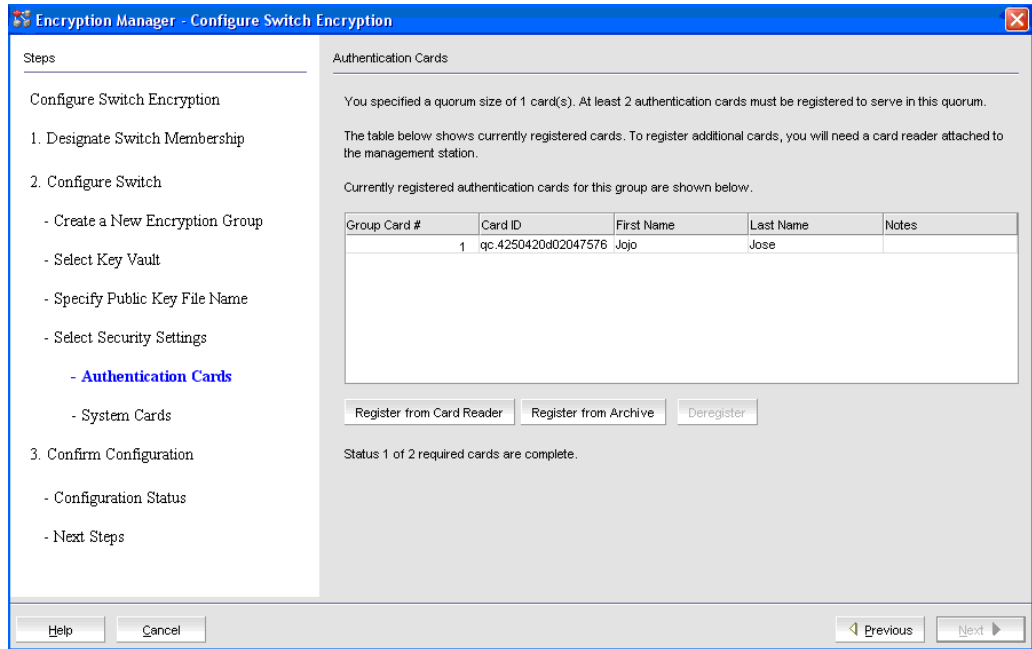 Encryption Manager - Configure Switch Encryption
Steps
Configure Switch Encryption
1. Designate Switch Membership
2. Configure Switch
- Create a New Encryption Group
- Select Key Vault
- Specify Public Key File Name
- Select Security Settings
- Authentication Cards
- System Cards
3. Confirm Configuration
- Configuration Status
- Next Steps
Authentication Cards
You specified a quorum size of 1 card(s). At least 2 authentication cards must be registered to serve in this quorum.
The table below shows currently registered cards. To register additional cards, you will need a card reader attached to
the management station.
Currently registered authentication cards for this group are shown below.
Group Card # Card ID First Name Last Name Notes
1 qc.4250420d02047576 Jojo Jose
Register from Card Reader Register from Archive Deregister
Status 1 of 2 required cards are complete.
Help Cancel Previous Next